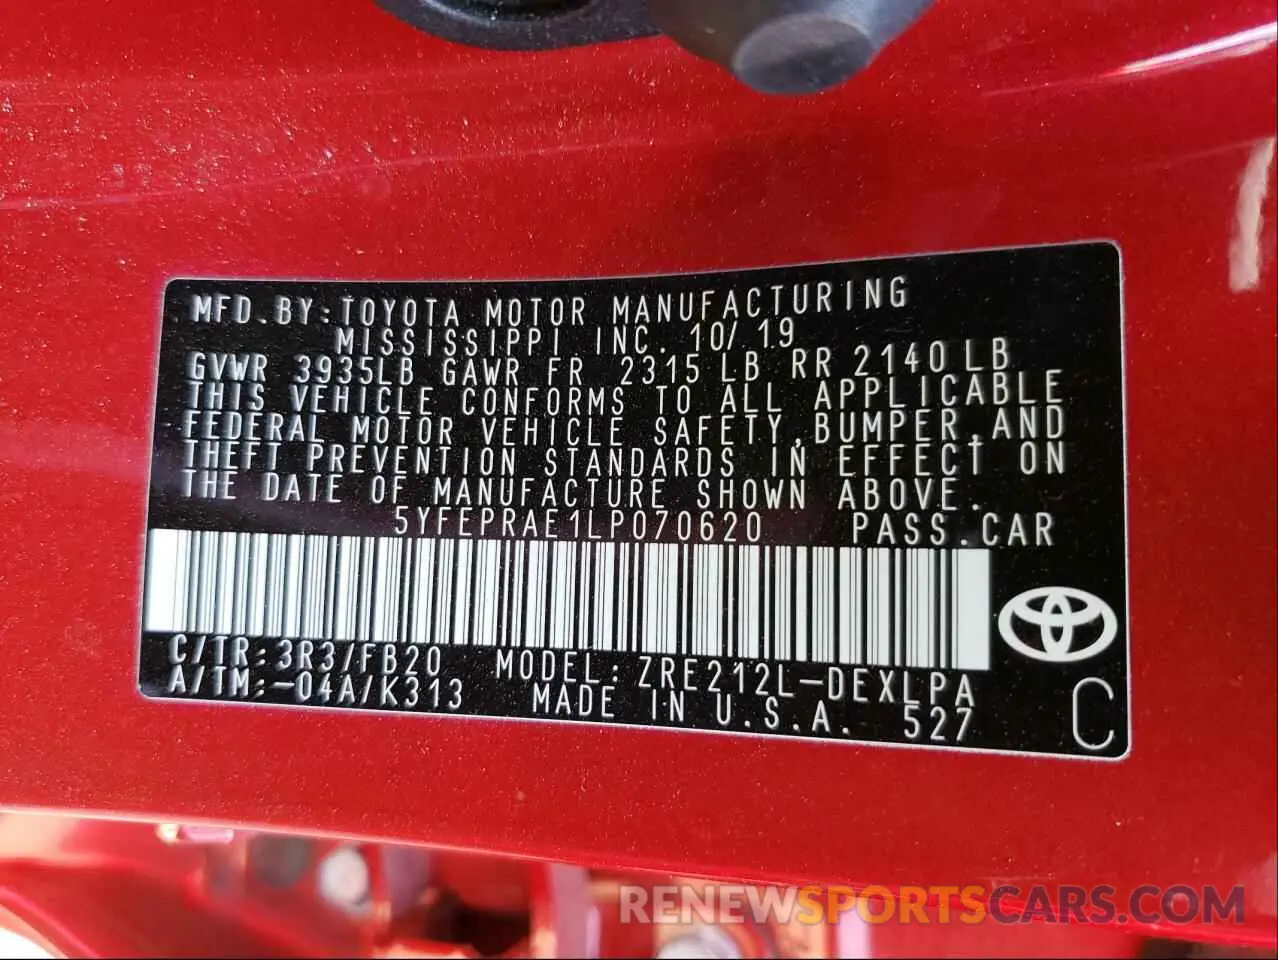 MFD.BY:TOYOTA MOTOR MANUFACTURING
MISSISSIPPI INC. 10/19
GVWR 3935LB GAWR FR 2315 LB RR 2140LB
THIS VEHICLE CONFORMS TO ALL APPLICABLE
FEDERAL MOTOR VEHICLE SAFETY, BUMPER, AND
THEFT PREVENTION STANDARDS IN EFFECT ON
THE DATE OF MANUFACTURE SHOWN ABOVE.
5YFEPRAE1LP070620 PASS.CAR
C/TR:3R3/FB20 MODEL:ZRE212L-DEXLPA
A/TM:-04A/K313 MADE IN U.S.A. 527 C
RENEWSPORTSCARS.COM